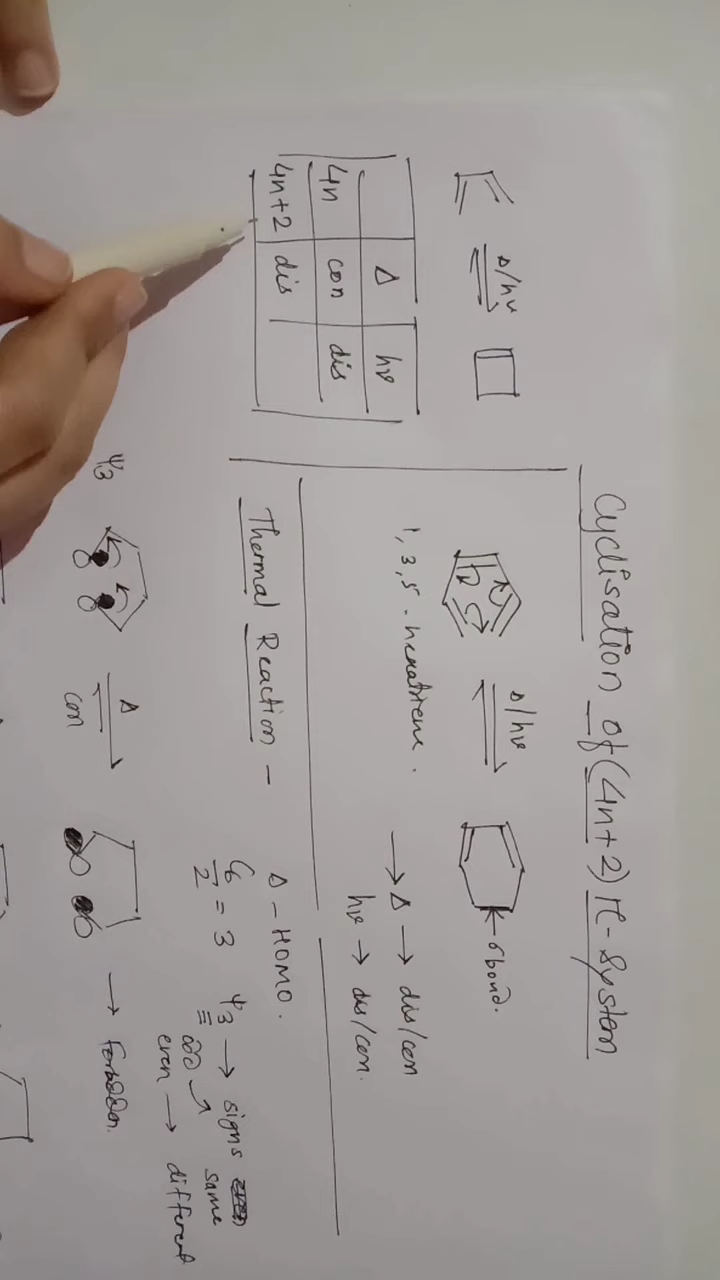 Cyclisation of (4n+2) π-System
Δ/hν
Δ/hν
σ bond.
1, 3, 5 - hexatriene.
→ Δ → dis/con
hν → dis/con.
Δ hν
4n con dis
4n+2 dis
Thermal Reaction -
Δ - HOMO.
C6/2 = 3 ψ3 → signs same
odd
even → different
ψ3
Δ
con
→ Forbidden.